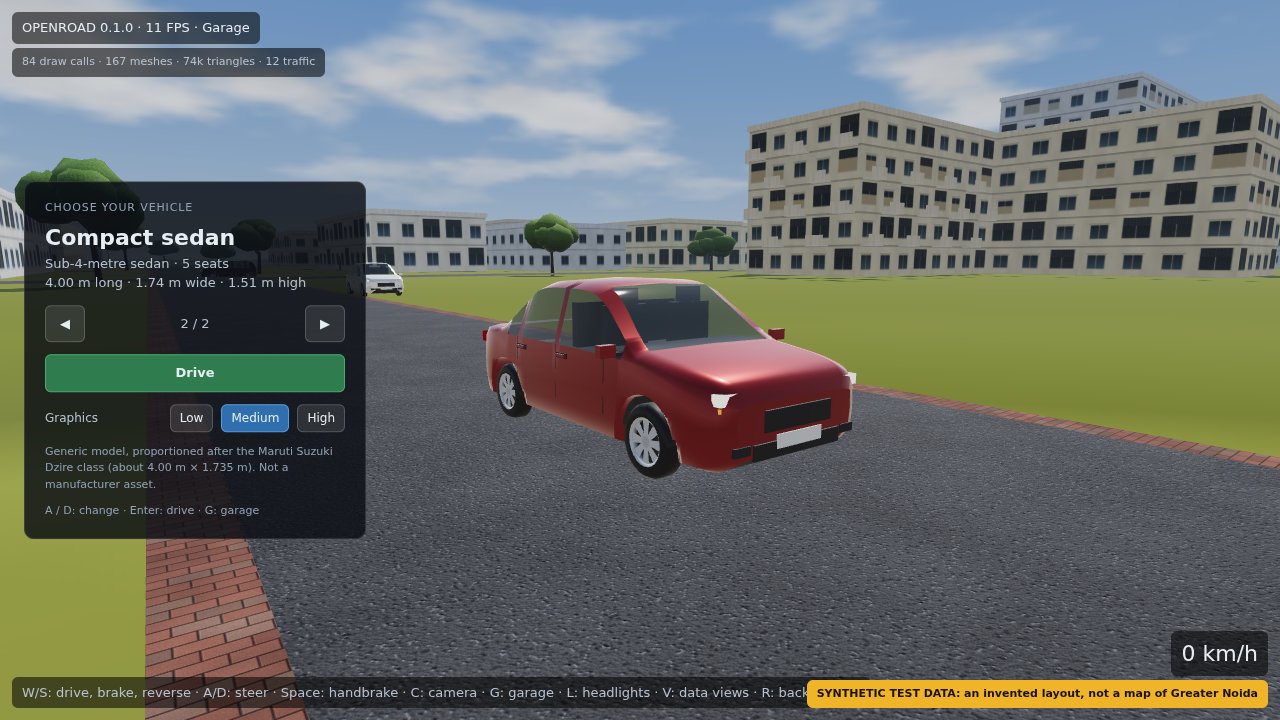 OPENROAD 0.1.0 · 11 FPS · Garage
84 draw calls · 167 meshes · 74k triangles · 12 traffic
CHOOSE YOUR VEHICLE
Compact sedan
Sub-4-metre sedan · 5 seats
4.00 m long · 1.74 m wide · 1.51 m high
◀ 2 / 2 ▶
Drive
Graphics Low Medium High
Generic model, proportioned after the Maruti Suzuki
Dzire class (about 4.00 m × 1.735 m). Not a
manufacturer asset.
A / D: change · Enter: drive · G: garage
0 km/h
W/S: drive, brake, reverse · A/D: steer · Space: handbrake · C: camera · G: garage · L: headlights · V: data views · R: back
SYNTHETIC TEST DATA: an invented layout, not a map of Greater Noida